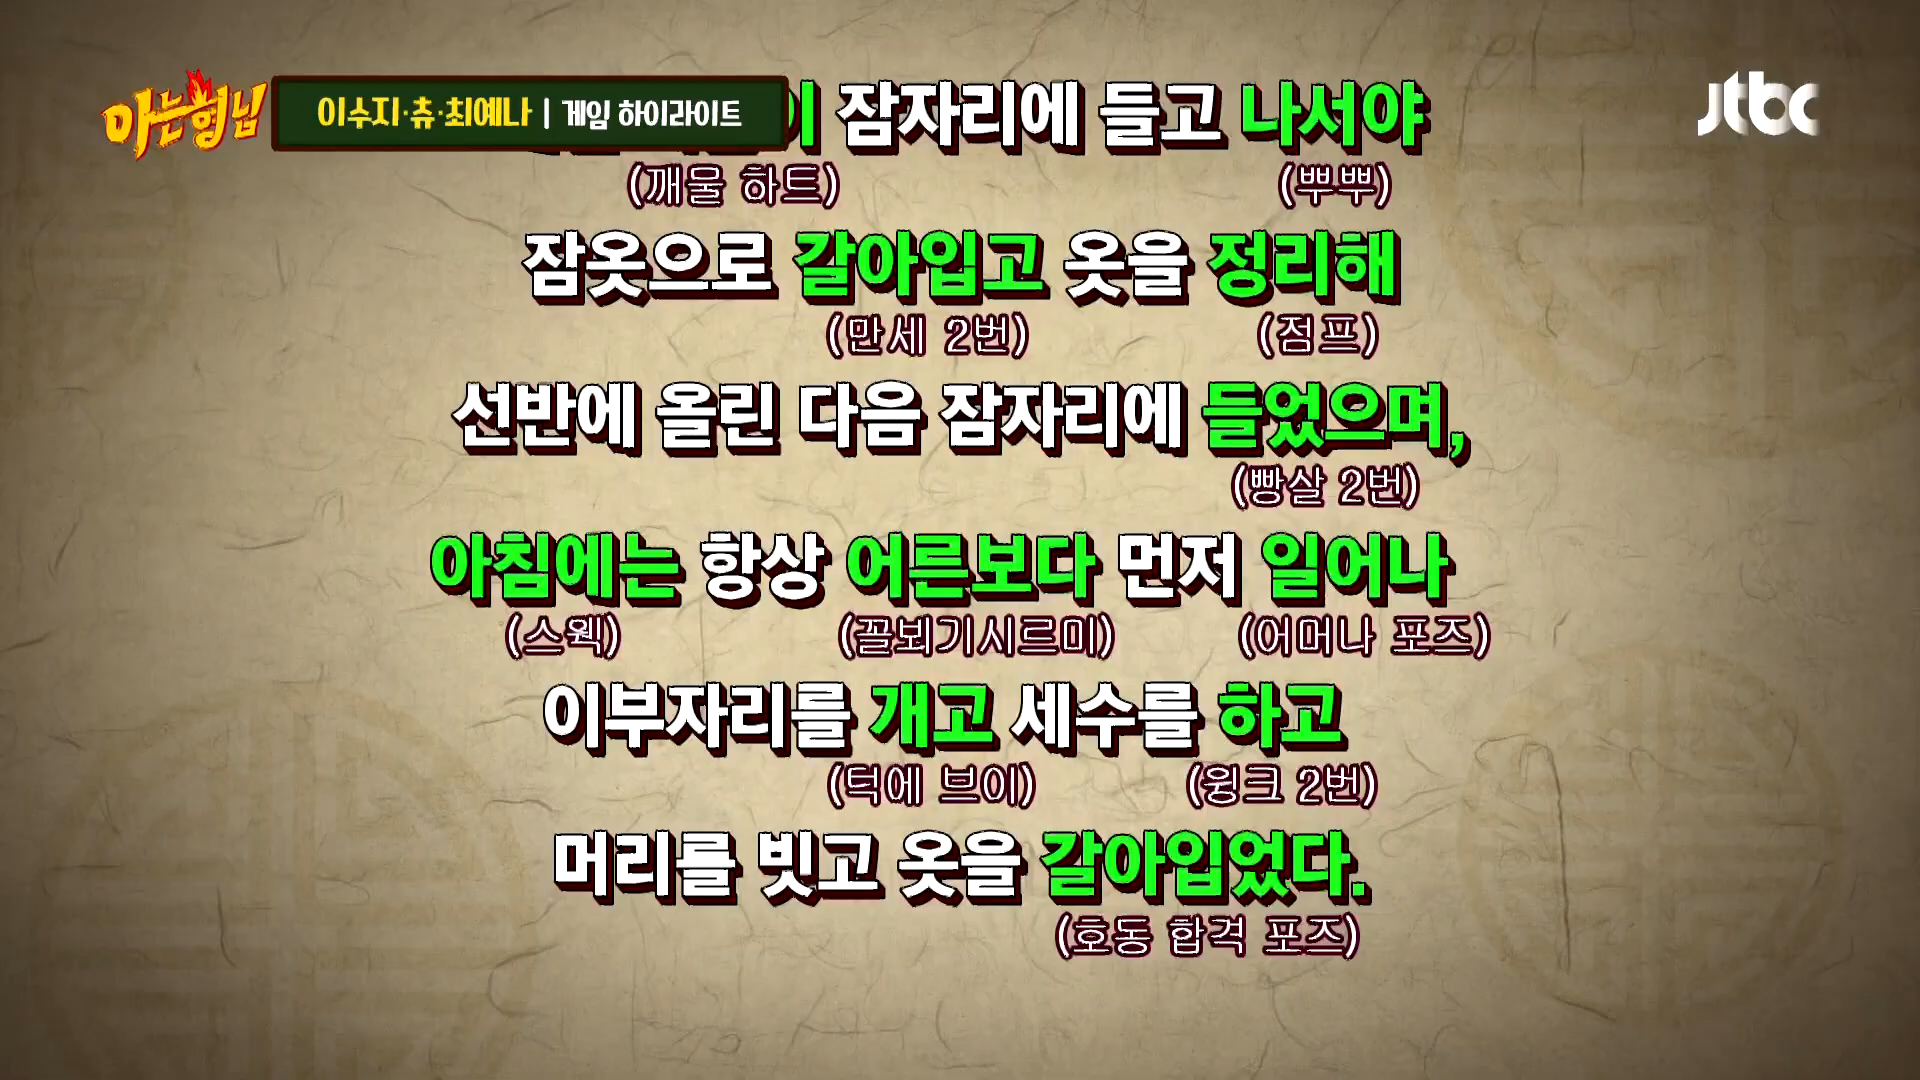 아는형님
이수지·츄·최예나 | 게임 하이라이트
jtbc
이 잠자리에 들고 나서야
(깨물 하트) (뿌뿌)
잠옷으로 갈아입고 옷을 정리해
(만세 2번) (점프)
선반에 올린 다음 잠자리에 들었으며,
(빵살 2번)
아침에는 항상 어른보다 먼저 일어나
(스웩) (꼴뵈기시르미) (어머나 포즈)
이부자리를 개고 세수를 하고
(턱에 브이) (윙크 2번)
머리를 빗고 옷을 갈아입었다.
(호동 합격 포즈)